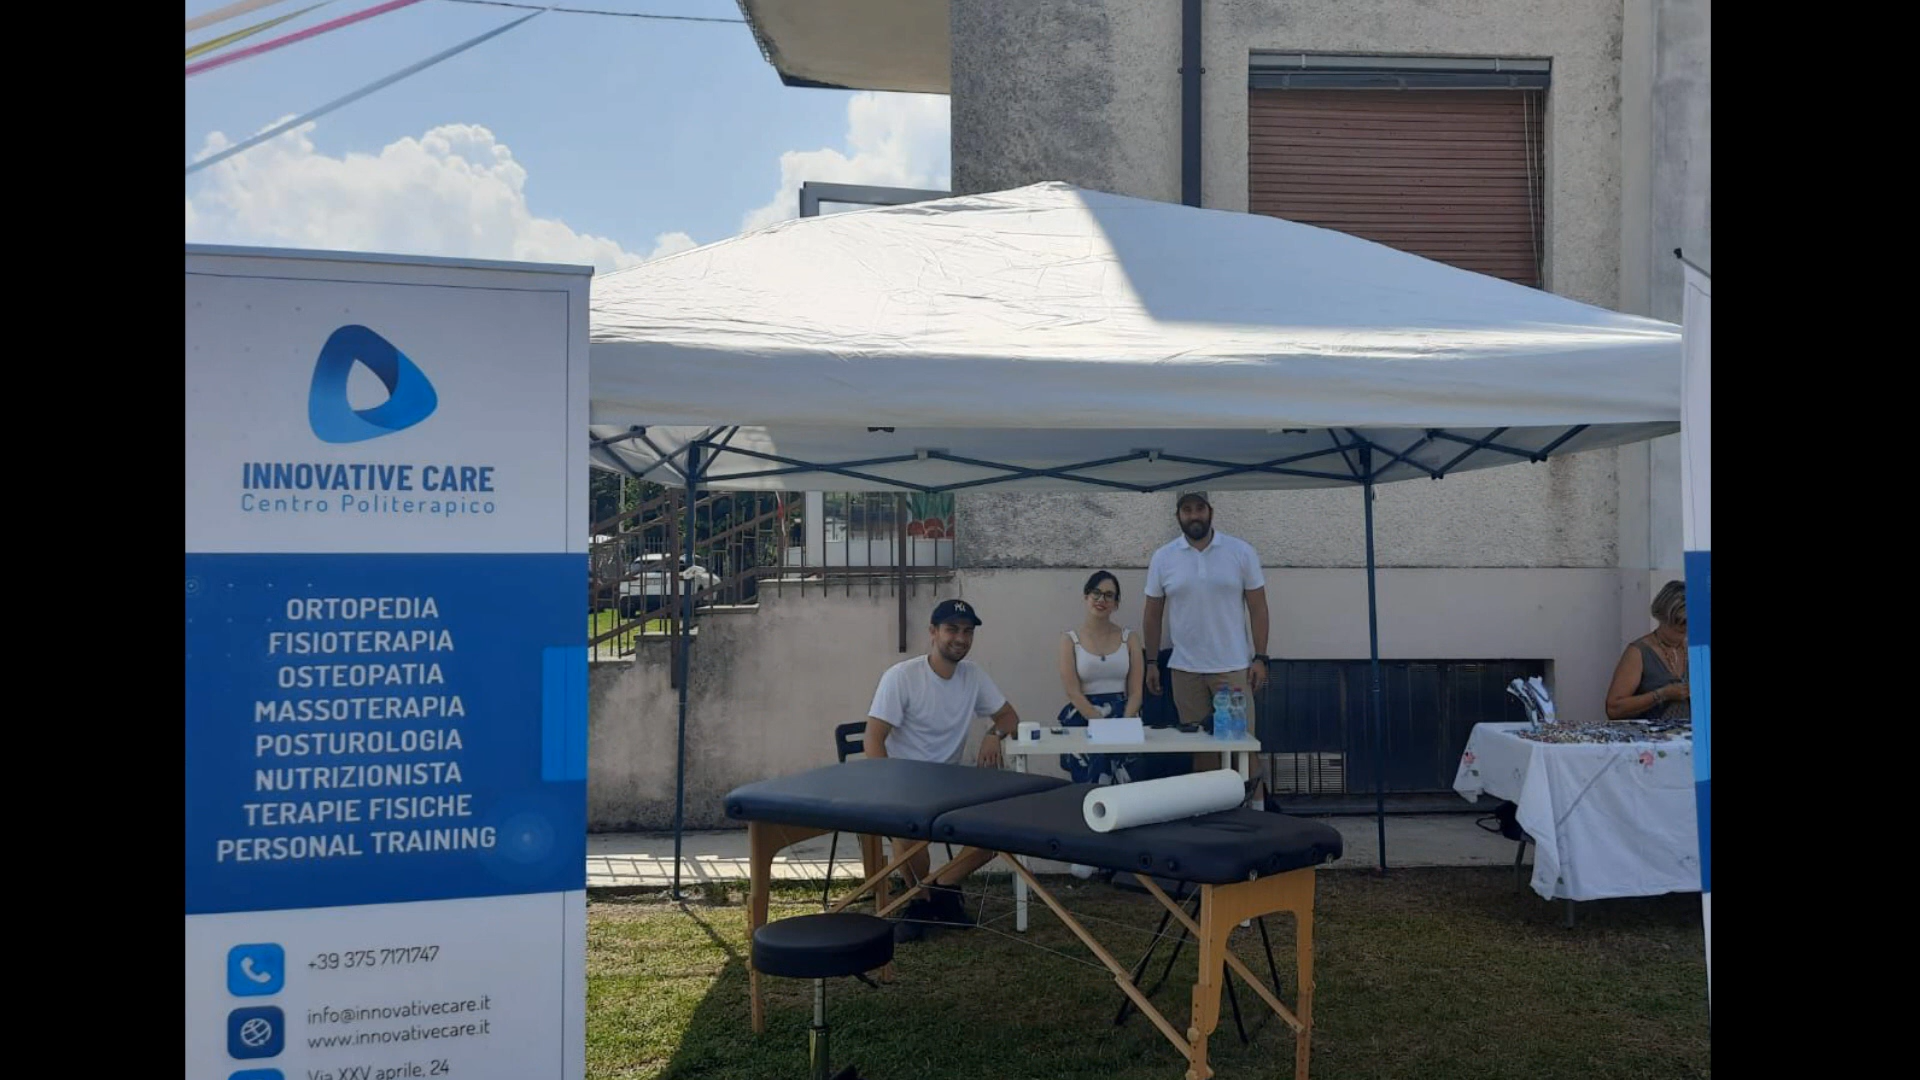 INNOVATIVE CARE
Centro Politerapico
ORTOPEDIA
FISIOTERAPIA
OSTEOPATIA
MASSOTERAPIA
POSTUROLOGIA
NUTRIZIONISTA
TERAPIE FISICHE
PERSONAL TRAINING
+39 375 7171747
info@innovativecare.it
www.innovativecare.it
Via XXV aprile, 24